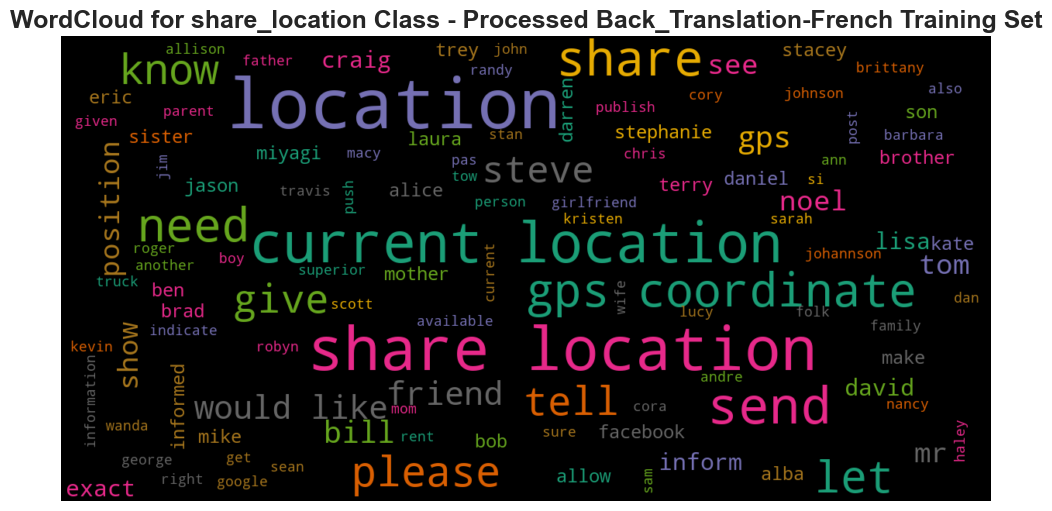 WordCloud for share_location Class - Processed Back_Translation-French Training Set
allison
father
craig
trey
john
share
see
stacey
know
randy
brittany
eric
parent
location
darren
publish
cory
johnson
also
given
sister
laura
stan
stephanie
gps
post
son
barbara
jim
miyagi
macy
pas
steve
chris
ann
brother
position
jason
travis
push
alice
tow
person
girlfriend
terry
daniel
si
noel
need
kristen
sarah
roger
current location
johannson
lisa
kate
another
boy
superior
mother
current
tom
truck
ben
give
scott
gps coordinate
wife
lucy
folk
dan
brad
indicate
available
family
kevin
show
robyn
share location
make
information
informed
would like
friend
mom
tell
cora
andre
send
david
nancy
wanda
mike
bill
rent
bob
sure
facebook
haley
george
get
sean
please
inform
mr
exact
right
google
allow
sam
alba
let